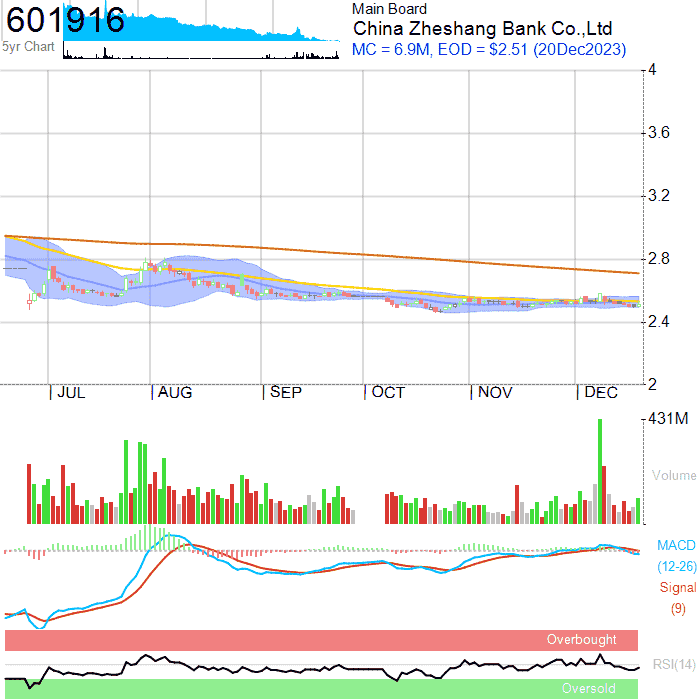 601916
5yr Chart
Main Board
China Zheshang Bank Co.,Ltd
MC = 6.9M, EOD = $2.51 (20Dec2023)
4
3.6
3.2
2.8
2.4
2
JUL AUG SEP OCT NOV DEC
431M
Volume
MACD
(12-26)
Signal
(9)
Overbought
RSI(14)
Oversold